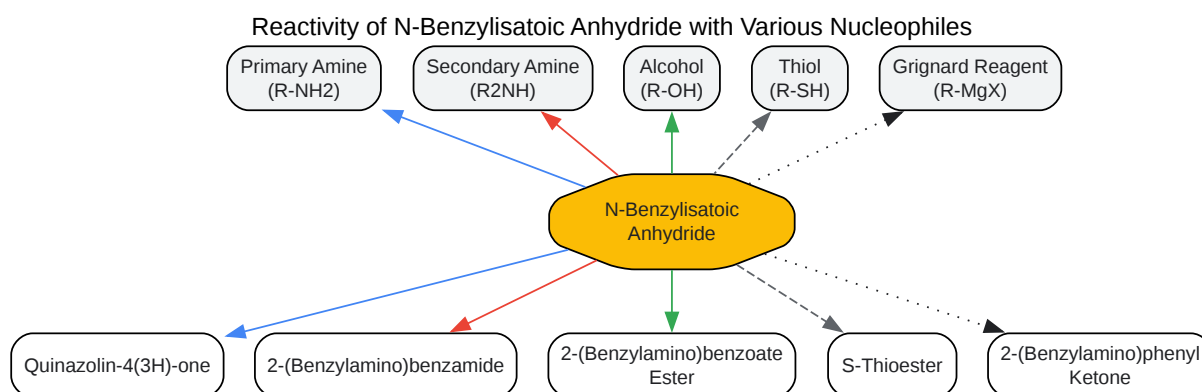 Reactivity of N-Benzylisatoic Anhydride with Various Nucleophiles
Primary Amine
(R-NH2)
Secondary Amine
(R2NH)
Alcohol
(R-OH)
Thiol
(R-SH)
Grignard Reagent
(R-MgX)
N-Benzylisatoic
Anhydride
Quinazolin-4(3H)-one
2-(Benzylamino)benzamide
2-(Benzylamino)benzoate
Ester
S-Thioester
2-(Benzylamino)phenyl
Ketone